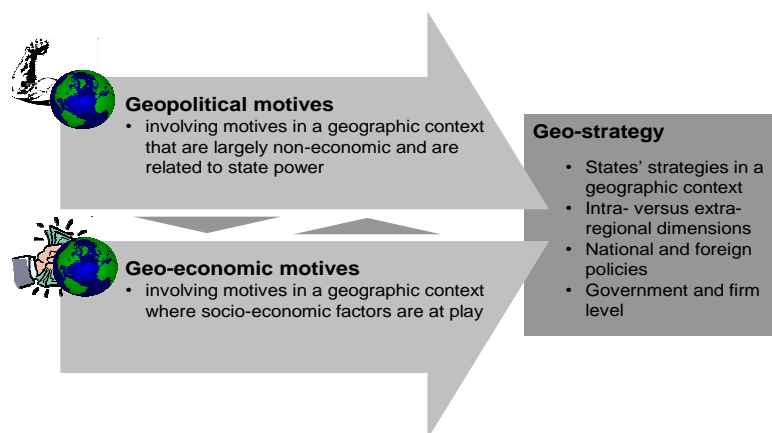 Geopolitical motives
• involving motives in a geographic context
that are largely non-economic and are
related to state power
Geo-economic motives
• involving motives in a geographic context
where socio-economic factors are at play
Geo-strategy
• States’ strategies in a
geographic context
• Intra- versus extra-
regional dimensions
• National and foreign
policies
• Government and firm
level